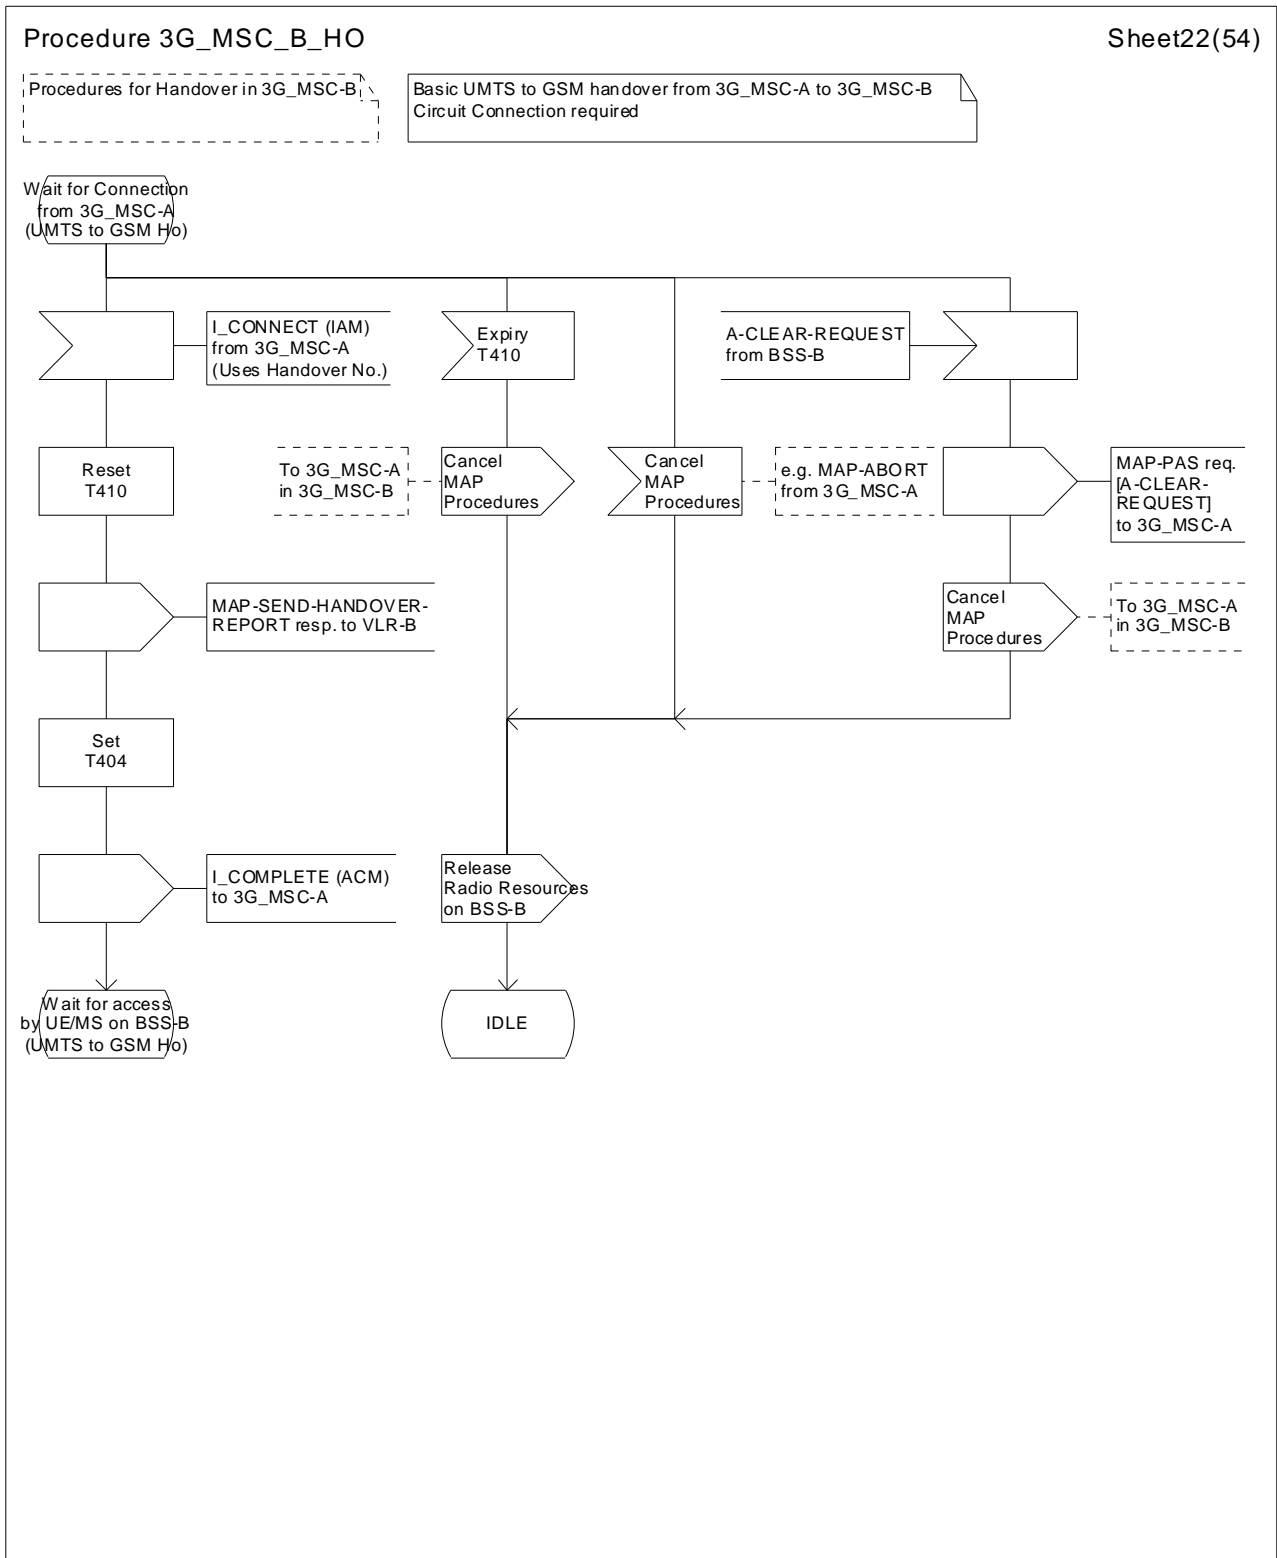 Procedure 3G_MSC_B_HO
Sheet22(54)
Procedures for Handover in 3G_MSC-B
Basic UMTS to GSM handover from 3G_MSC-A to 3G_MSC-B
Circuit Connection required
Wait for Connection
from 3G_MSC-A
(UMTS to GSM Ho)
I_CONNECT (IAM)
from 3G_MSC-A
(Uses Handover No.)
Expiry
T410
A-CLEAR-REQUEST
from BSS-B
Reset
T410
To 3G_MSC-A
in 3G_MSC-B
Cancel
MAP
Procedures
Cancel
MAP
Procedures
e.g. MAP-ABORT
from 3G_MSC-A
MAP-PAS req.
[A-CLEAR-
REQUEST]
to 3G_MSC-A
MAP-SEND-HANDOVER-
REPORT resp. to VLR-B
Cancel
MAP
Procedures
To 3G_MSC-A
in 3G_MSC-B
Set
T404
I_COMPLETE (ACM)
to 3G_MSC-A
Release
Radio Resources
on BSS-B
Wait for access
by UE/MS on BSS-B
(UMTS to GSM Ho)
IDLE